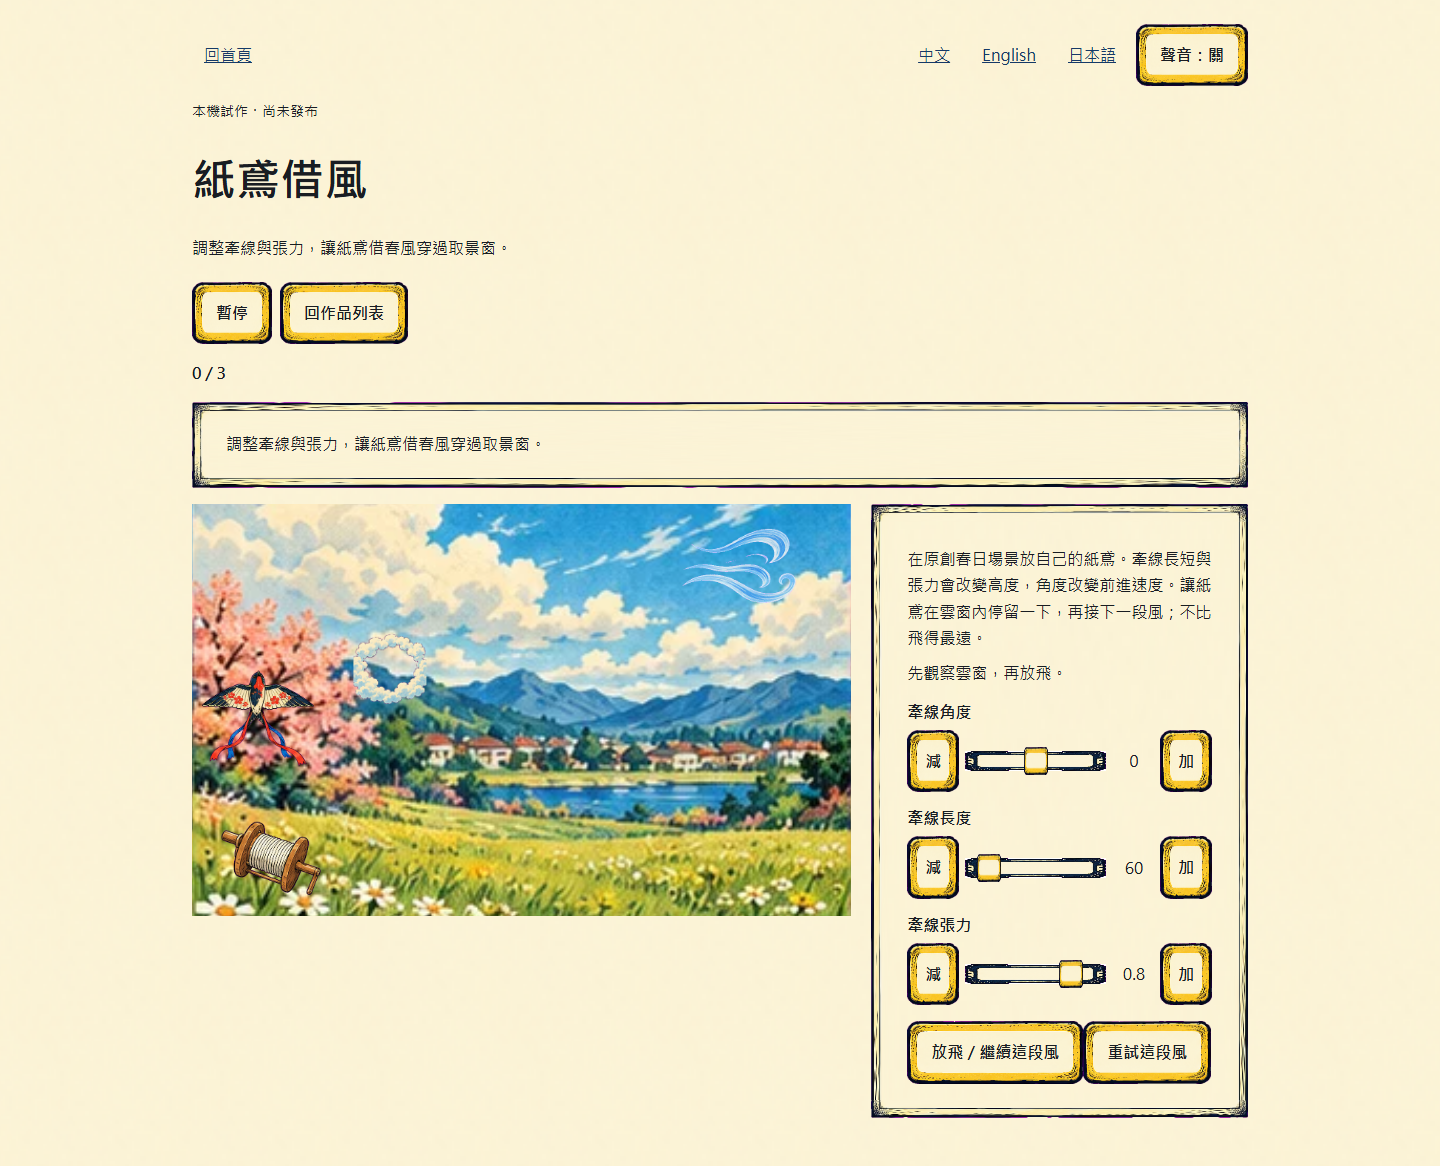 回首頁
中文 English 日本語 聲音：關
本機試作・尚未發布
紙鳶借風
調整牽線與張力，讓紙鳶借春風穿過取景窗。
暫停 回作品列表
0 / 3
調整牽線與張力，讓紙鳶借春風穿過取景窗。
在原創春日場景放自己的紙鳶。牽線長短與
張力會改變高度，角度改變前進速度。讓紙
鳶在雲窗內停留一下，再接下一段風；不比
飛得最遠。
先觀察雲窗，再放飛。
牽線角度
減 0 加
牽線長度
減 60 加
牽線張力
減 0.8 加
放飛 / 繼續這段風 重試這段風